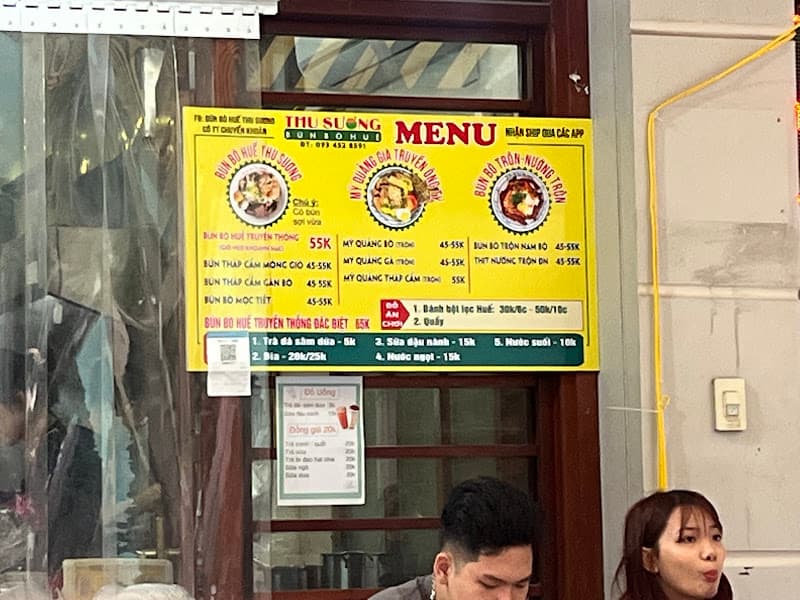 FB: BÚN BÒ HUẾ THU SƯƠNG
CÓ TT CHUYỂN KHOẢN
THU SƯƠNG
BÚN BÒ HUẾ
ĐT: 093 452 8591
MENU
NHẬN SHIP QUA CÁC APP
BÚN BÒ HUẾ THU SƯƠNG
Chú ý:
Có bún
sợi vừa
BÚN BÒ HUẾ TRUYỀN THỐNG 55K
BÚN THẬP CẨM MÓNG GIÒ 45-55K
BÚN THẬP CẨM GÂN BÒ 45-55K
BÚN BÒ MỌC TIẾT 45-55K
BÚN BÒ HUẾ TRUYỀN THỐNG ĐẶC BIỆT 65K
MỲ QUẢNG GIA TRUYỀN
MỲ QUẢNG BÒ (TRỘN) 45-55K
MỲ QUẢNG GÀ (TRỘN) 45-55K
MỲ QUẢNG THẬP CẨM (TRỘN) 55K
BÚN BÒ TRỘN-NƯỚNG TRỘN
BÚN BÒ TRỘN NAM BỘ 45-55K
THỊT NƯỚNG TRỘN ĐN 45-55K
ĐỒ
ĂN
CHƠI
1. Bánh bột lọc Huế: 30k/6c - 50k/10c
2. Quẩy
1. Trà đá sâm dứa - 5k
2. Bia - 20k/25k
3. Sữa đậu nành - 15k
4. Nước ngọt - 15k
5. Nước suối - 10k
Đồ Uống
Đồng giá 20k